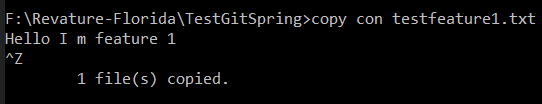 F:\Revature-Florida\TestGitSpring>copy con testfeature1.txt
Hello I m feature 1
^Z
        1 file(s) copied.